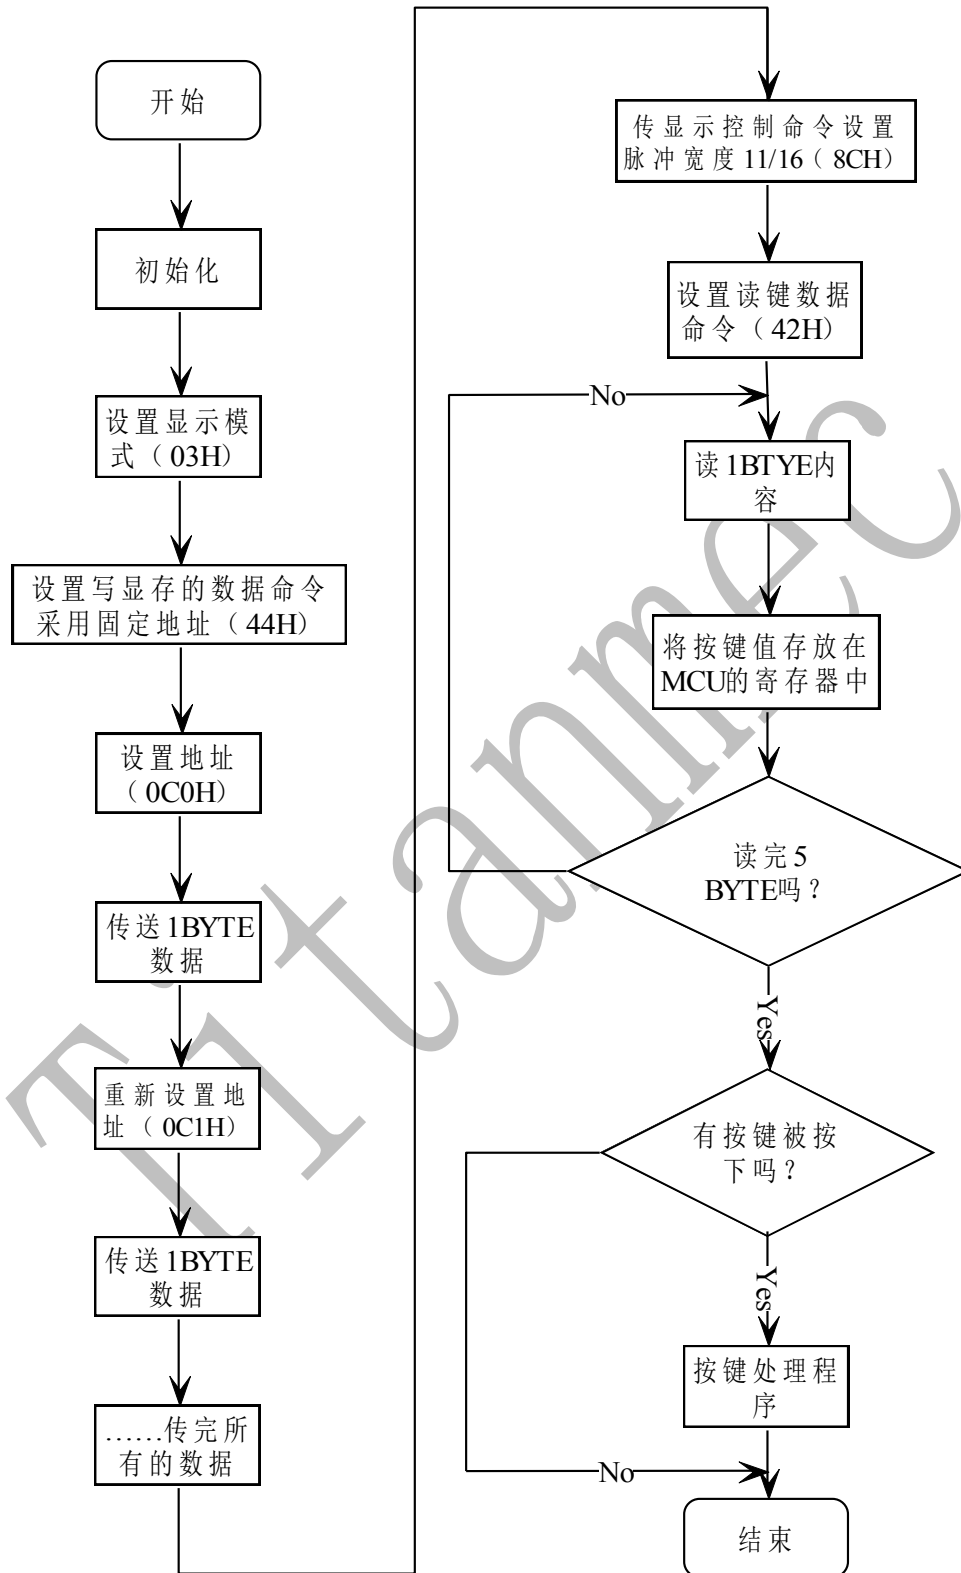 开始
初始化
设置显示模
式（03H）
设置写显存的数据命令
采用固定地址（44H）
设置地址
（0C0H）
传送1BYTE
数据
重新设置地
址（0C1H）
传送1BYTE
数据
……传完所
有的数据
传显示控制命令设置
脉冲宽度11/16（8CH）
设置读键数据
命令（42H）
No
读1BTYE内
容
将按键值存放在
MCU的寄存器中
读完5
BYTE吗？
Yes
有按键被按
下吗？
Yes
按键处理程
序
No
结束
Titanmec